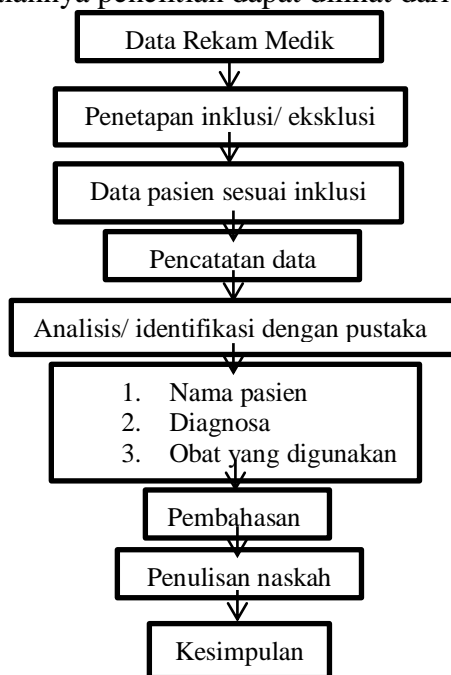 penelitian dapat dilihat dari
Data Rekam Medik
Penetapan inklusi/ eksklusi
Data pasien sesuai inklusi
Pencatatan data
Analisis/ identifikasi dengan pustaka
1. Nama pasien
2. Diagnosa
3. Obat yang digunakan
Pembahasan
Penulisan naskah
Kesimpulan